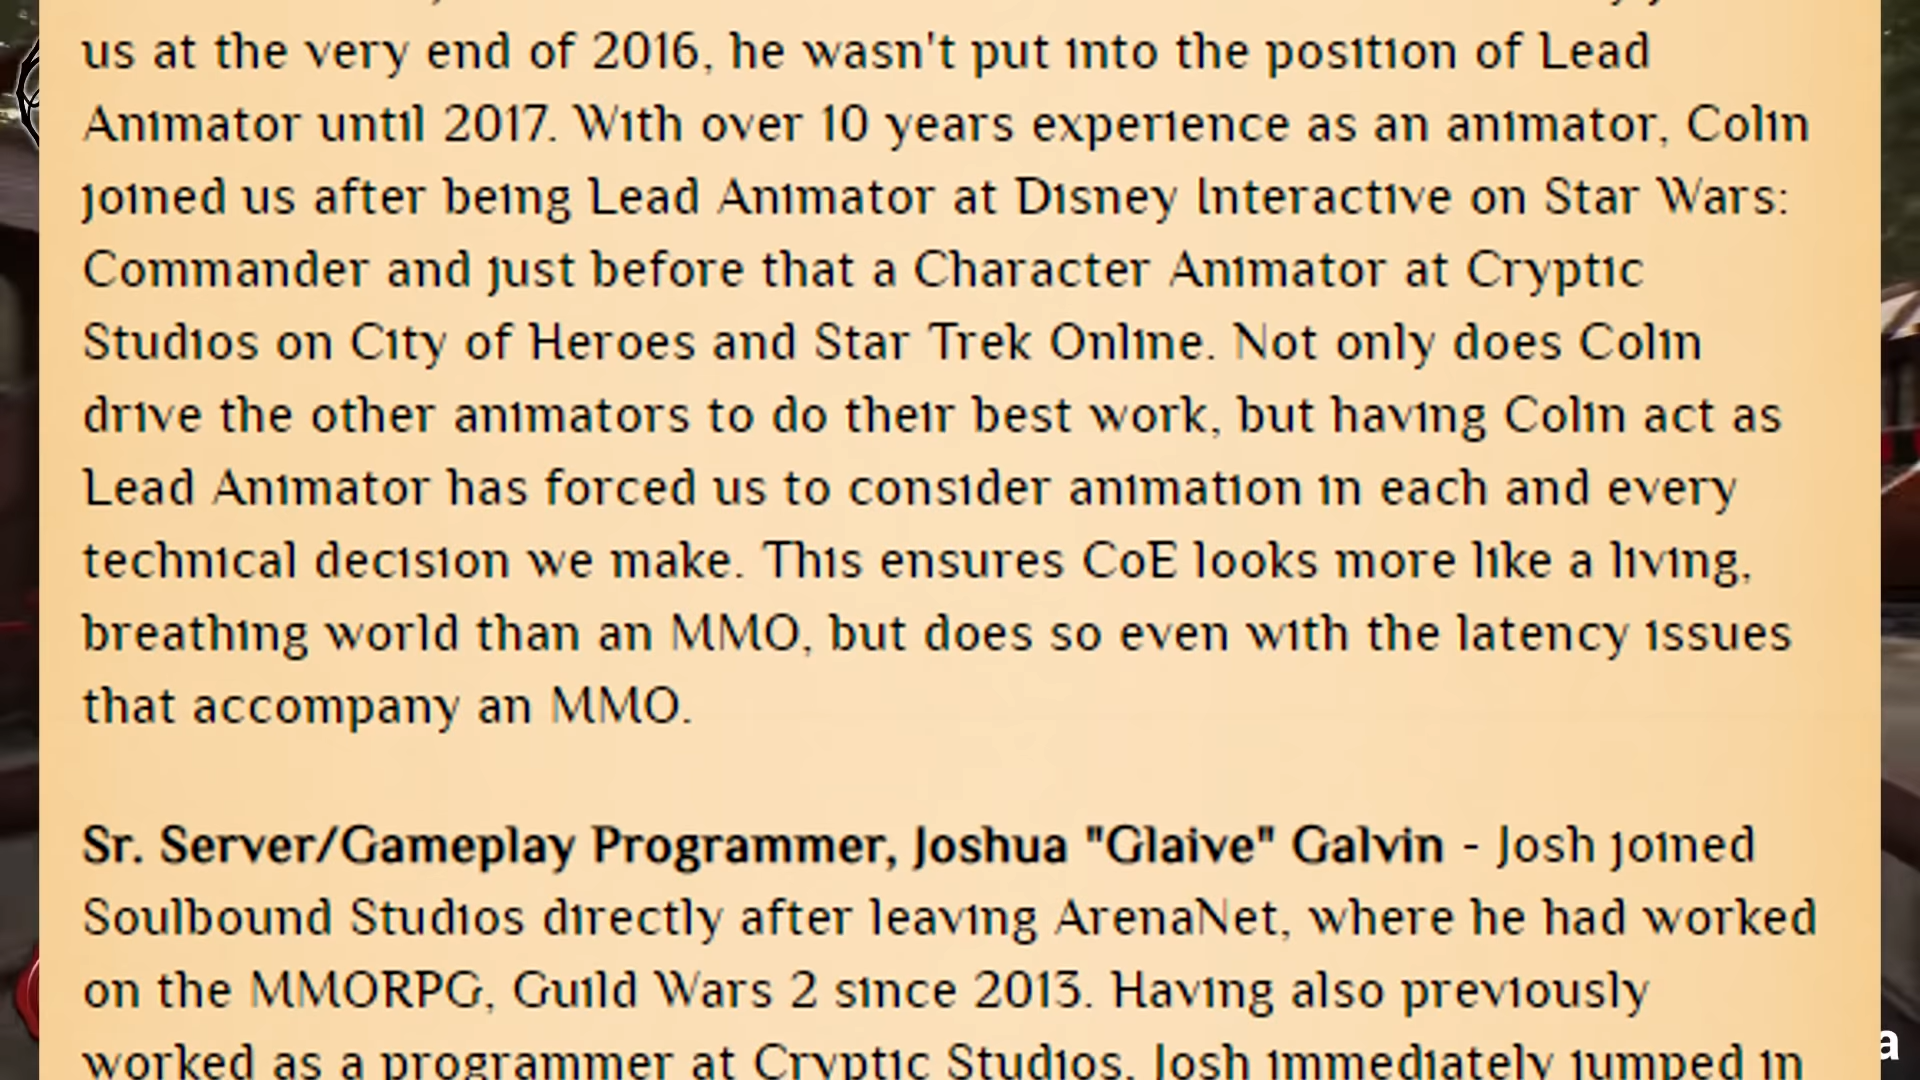 us at the very end of 2016, he wasn't put into the position of Lead
Animator until 2017. With over 10 years experience as an animator, Colin
joined us after being Lead Animator at Disney Interactive on Star Wars:
Commander and just before that a Character Animator at Cryptic
Studios on City of Heroes and Star Trek Online. Not only does Colin
drive the other animators to do their best work, but having Colin act as
Lead Animator has forced us to consider animation in each and every
technical decision we make. This ensures CoE looks more like a living,
breathing world than an MMO, but does so even with the latency issues
that accompany an MMO.
Sr. Server/Gameplay Programmer, Joshua "Glaive" Galvin - Josh joined
Soulbound Studios directly after leaving ArenaNet, where he had worked
on the MMORPG, Guild Wars 2 since 2013. Having also previously
worked as a programmer at Cryptic Studios, Josh immediately jumped in
a